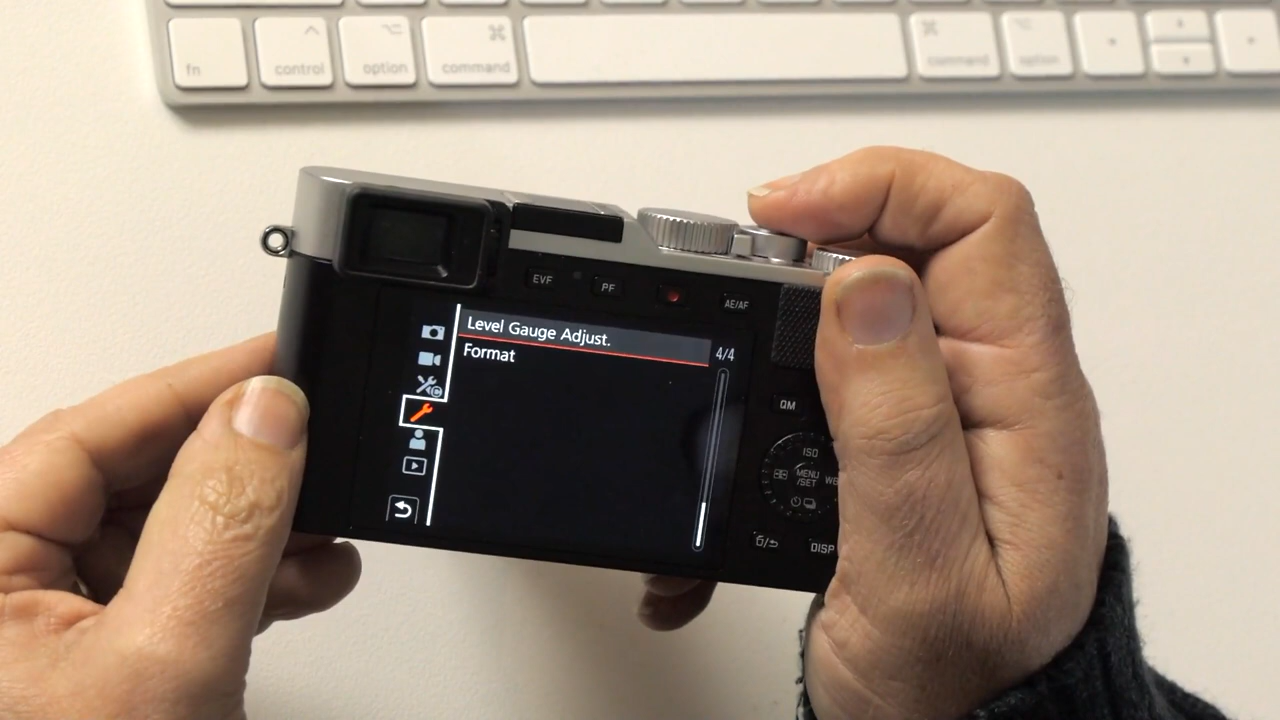 fn
control
option
command
command
option
EVF
PF
AE/AF
Level Gauge Adjust.
Format
4/4
C
QM
ISO
MENU
/SET
DISP